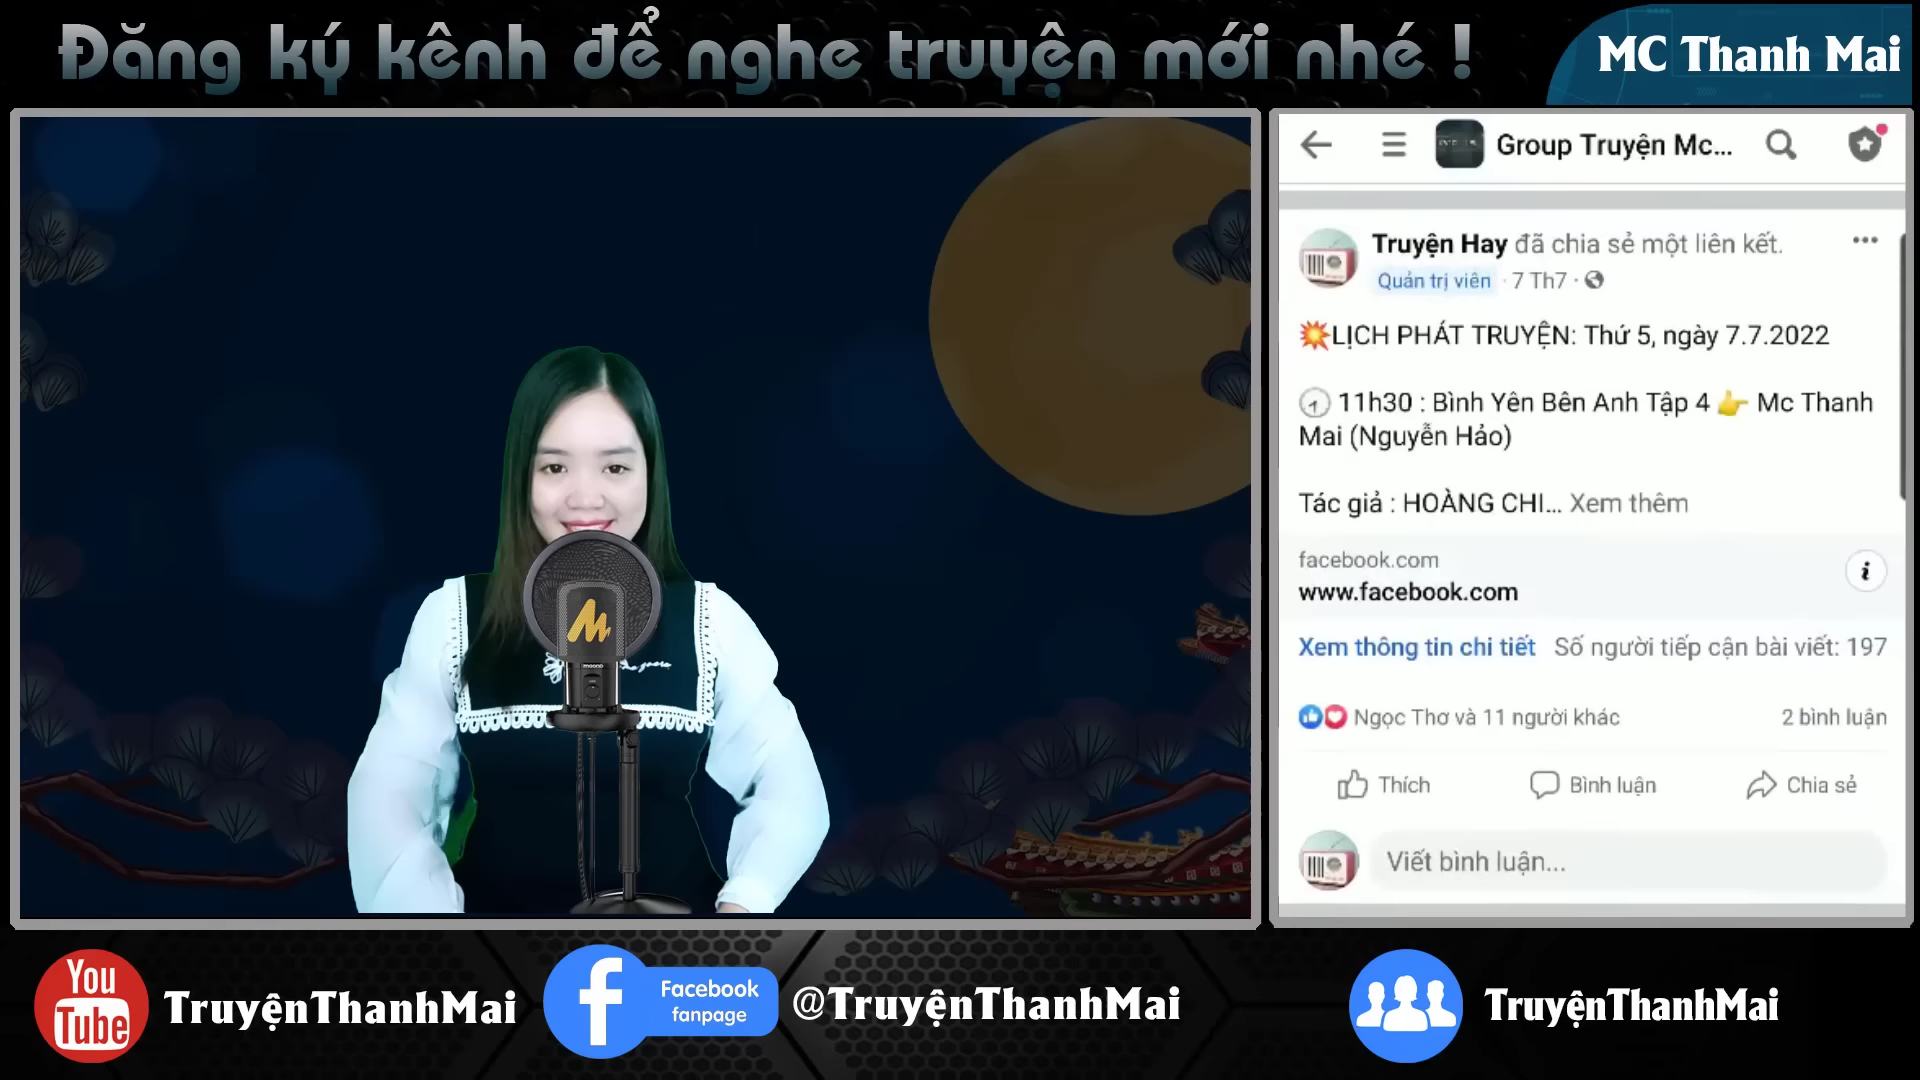 Đăng ký kênh để nghe truyện mới nhé !
MC Thanh Mai
Group Truyện Mc...
Truyện Hay đã chia sẻ một liên kết.
Quản trị viên · 7 Th7 ·
LỊCH PHÁT TRUYỆN: Thứ 5, ngày 7.7.2022
11h30 : Bình Yên Bên Anh Tập 4 👉 Mc Thanh
Mai (Nguyễn Hảo)
Tác giả : HOÀNG CHI... Xem thêm
facebook.com
www.facebook.com
Xem thông tin chi tiết Số người tiếp cận bài viết: 197
Ngọc Thơ và 11 người khác 2 bình luận
Thích Bình luận Chia sẻ
Viết bình luận...
maono
You
Tube
TruyệnThanhMai
Facebook
fanpage
@TruyệnThanhMai
TruyệnThanhMai